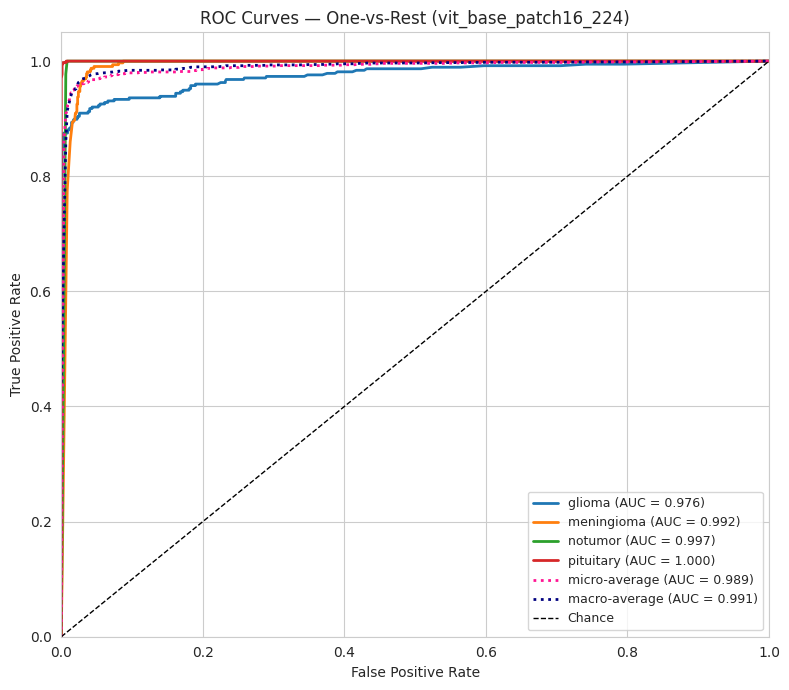 ROC Curves — One-vs-Rest (vit_base_patch16_224)
True Positive Rate
1.0
0.8
0.6
0.4
0.2
0.0
0.0 0.2 0.4 0.6 0.8 1.0
False Positive Rate
glioma (AUC = 0.976)
meningioma (AUC = 0.992)
notumor (AUC = 0.997)
pituitary (AUC = 1.000)
micro-average (AUC = 0.989)
macro-average (AUC = 0.991)
Chance